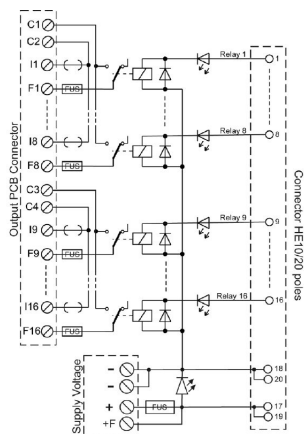 C1
C2
I1
F1
FUS
I8
F8
FUS
C3
C4
I9
F9
FUS
I16
F16
FUS
Output PCB Connector
Relay 1
1
Relay 8
8
Relay 9
9
Relay 16
16
Connector HE10/20 poles
Supply Voltage
-
-
+
+F
FUS
18
20
17
19